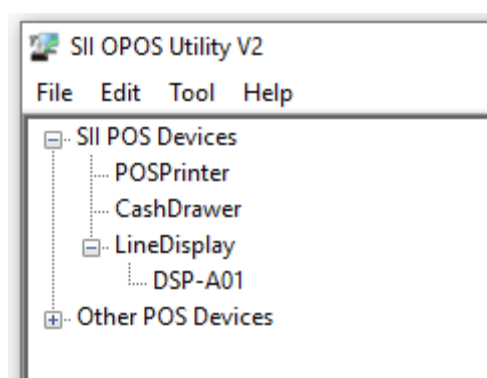 SII OPOS Utility V2
File Edit Tool Help
SII POS Devices
POSPrinter
CashDrawer
LineDisplay
DSP-A01
Other POS Devices